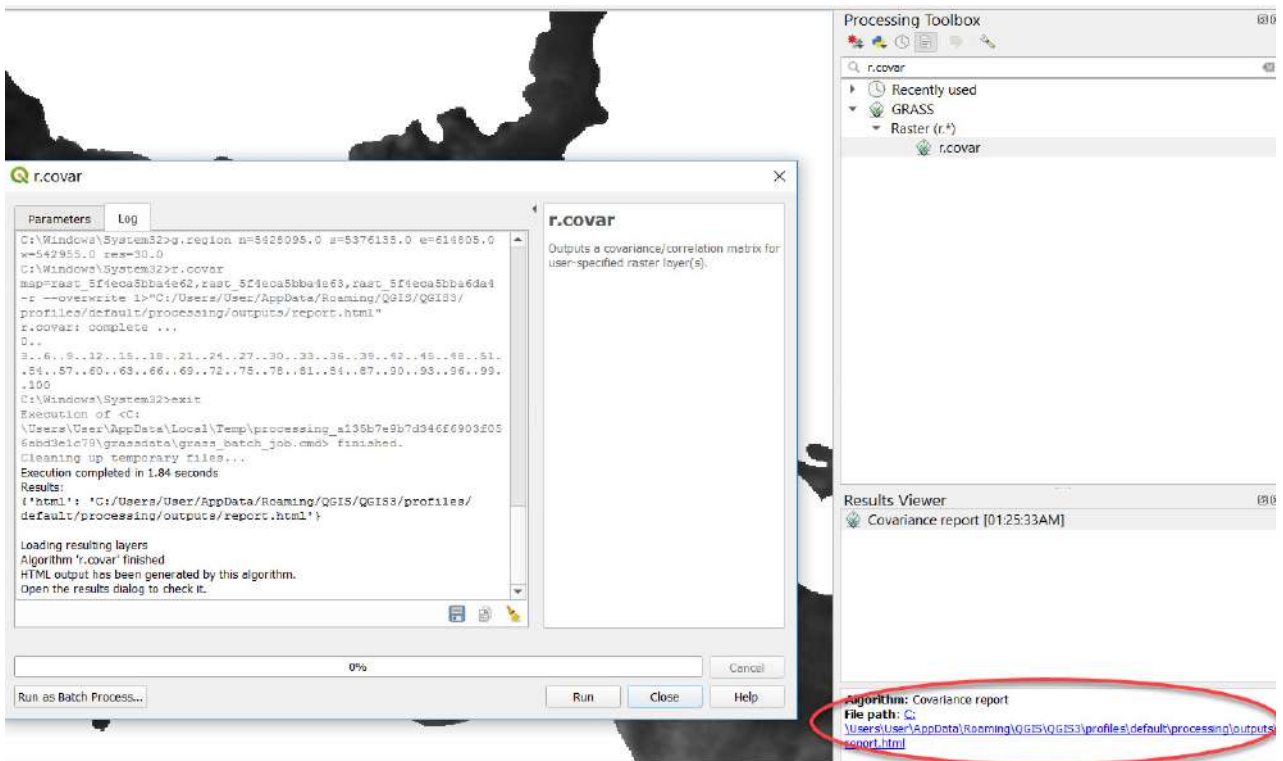 r.covar
Parameters
Log
C:\Windows\System32>g.region n=5428095.0 s=5376135.0 e=614805.0
w=542955.0 res=30.0
C:\Windows\System32>r.covar
map=rast_5f4eca5bba4e62,rast_5f4eca5bba4e63,rast_5f4eca5bba6da4
-r --overwrite 1>"C:/Users/User/AppData/Roaming/QGIS/QGIS3/
profiles/default/processing/outputs/report.html"
r.covar: complete ...
0..
3..6..9..12..15..18..21..24..27..30..33..36..39..42..45..48..51.
.54..57..60..63..66..69..72..75..78..81..84..87..90..93..96..99.
.100
C:\Windows\System32>exit
Execution of <C:
\Users\User\AppData\Local\Temp\processing_a135b7e9b7d346f6903f05
6abd3e1c79\grassdata\grass_batch_job.cmd> finished.
Cleaning up temporary files...
Execution completed in 1.84 seconds
Results:
{'html': 'C:/Users/User/AppData/Roaming/QGIS/QGIS3/profiles/
default/processing/outputs/report.html'}
Loading resulting layers
Algorithm 'r.covar' finished
HTML output has been generated by this algorithm.
Open the results dialog to check it.
r.covar
Outputs a covariance/correlation matrix for
user-specified raster layer(s).
0%
Cancel
Run as Batch Process...
Run
Close
Help
Processing Toolbox
r.covar
Recently used
GRASS
Raster (r.*)
r.covar
Results Viewer
Covariance report [01:25:33AM]
Algorithm: Covariance report
File path: C:
\Users\User\AppData\Roaming\QGIS\QGIS3\profiles\default\processing\outputs\
report.html